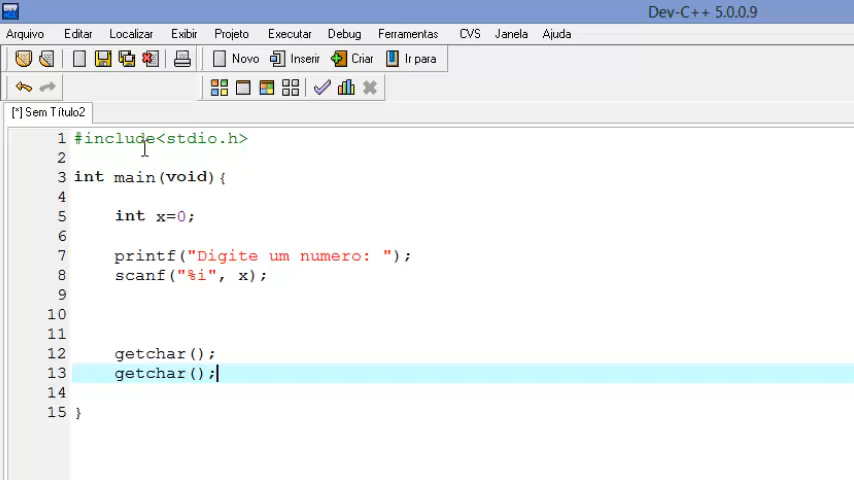 Dev-C++ 5.0.0.9
Arquivo Editar Localizar Exibir Projeto Executar Debug Ferramentas CVS Janela Ajuda
Novo Inserir Criar Ir para
[*] Sem Título2
1 #include<stdio.h>
2
3 int main(void){
4
5 int x=0;
6
7 printf("Digite um numero: ");
8 scanf("%i", x);
9
10
11
12 getchar();
13 getchar();
14
15 }